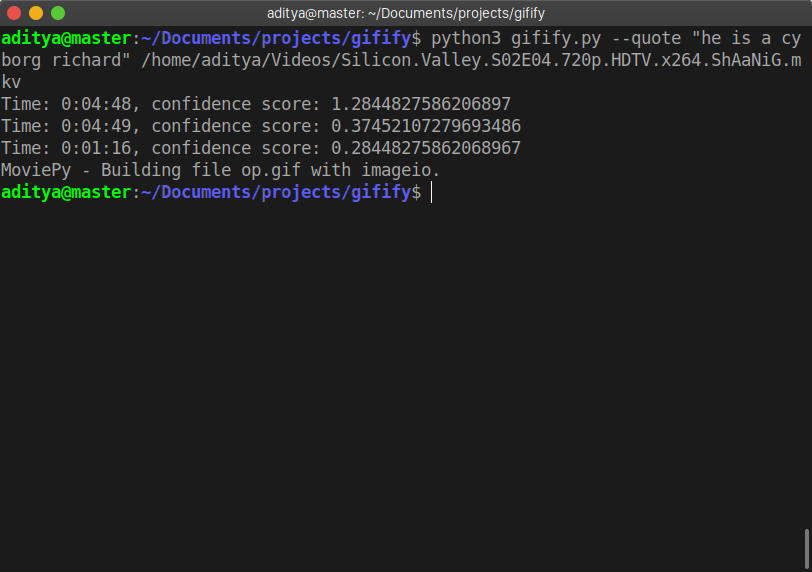 aditya@master: ~/Documents/projects/gifify
aditya@master:~/Documents/projects/gifify$ python3 gifify.py --quote "he is a cy
borg richard" /home/aditya/Videos/Silicon.Valley.S02E04.720p.HDTV.x264.ShAaNiG.m
kv
Time: 0:04:48, confidence score: 1.2844827586206897
Time: 0:04:49, confidence score: 0.37452107279693486
Time: 0:01:16, confidence score: 0.28448275862068967
MoviePy - Building file op.gif with imageio.
aditya@master:~/Documents/projects/gifify$